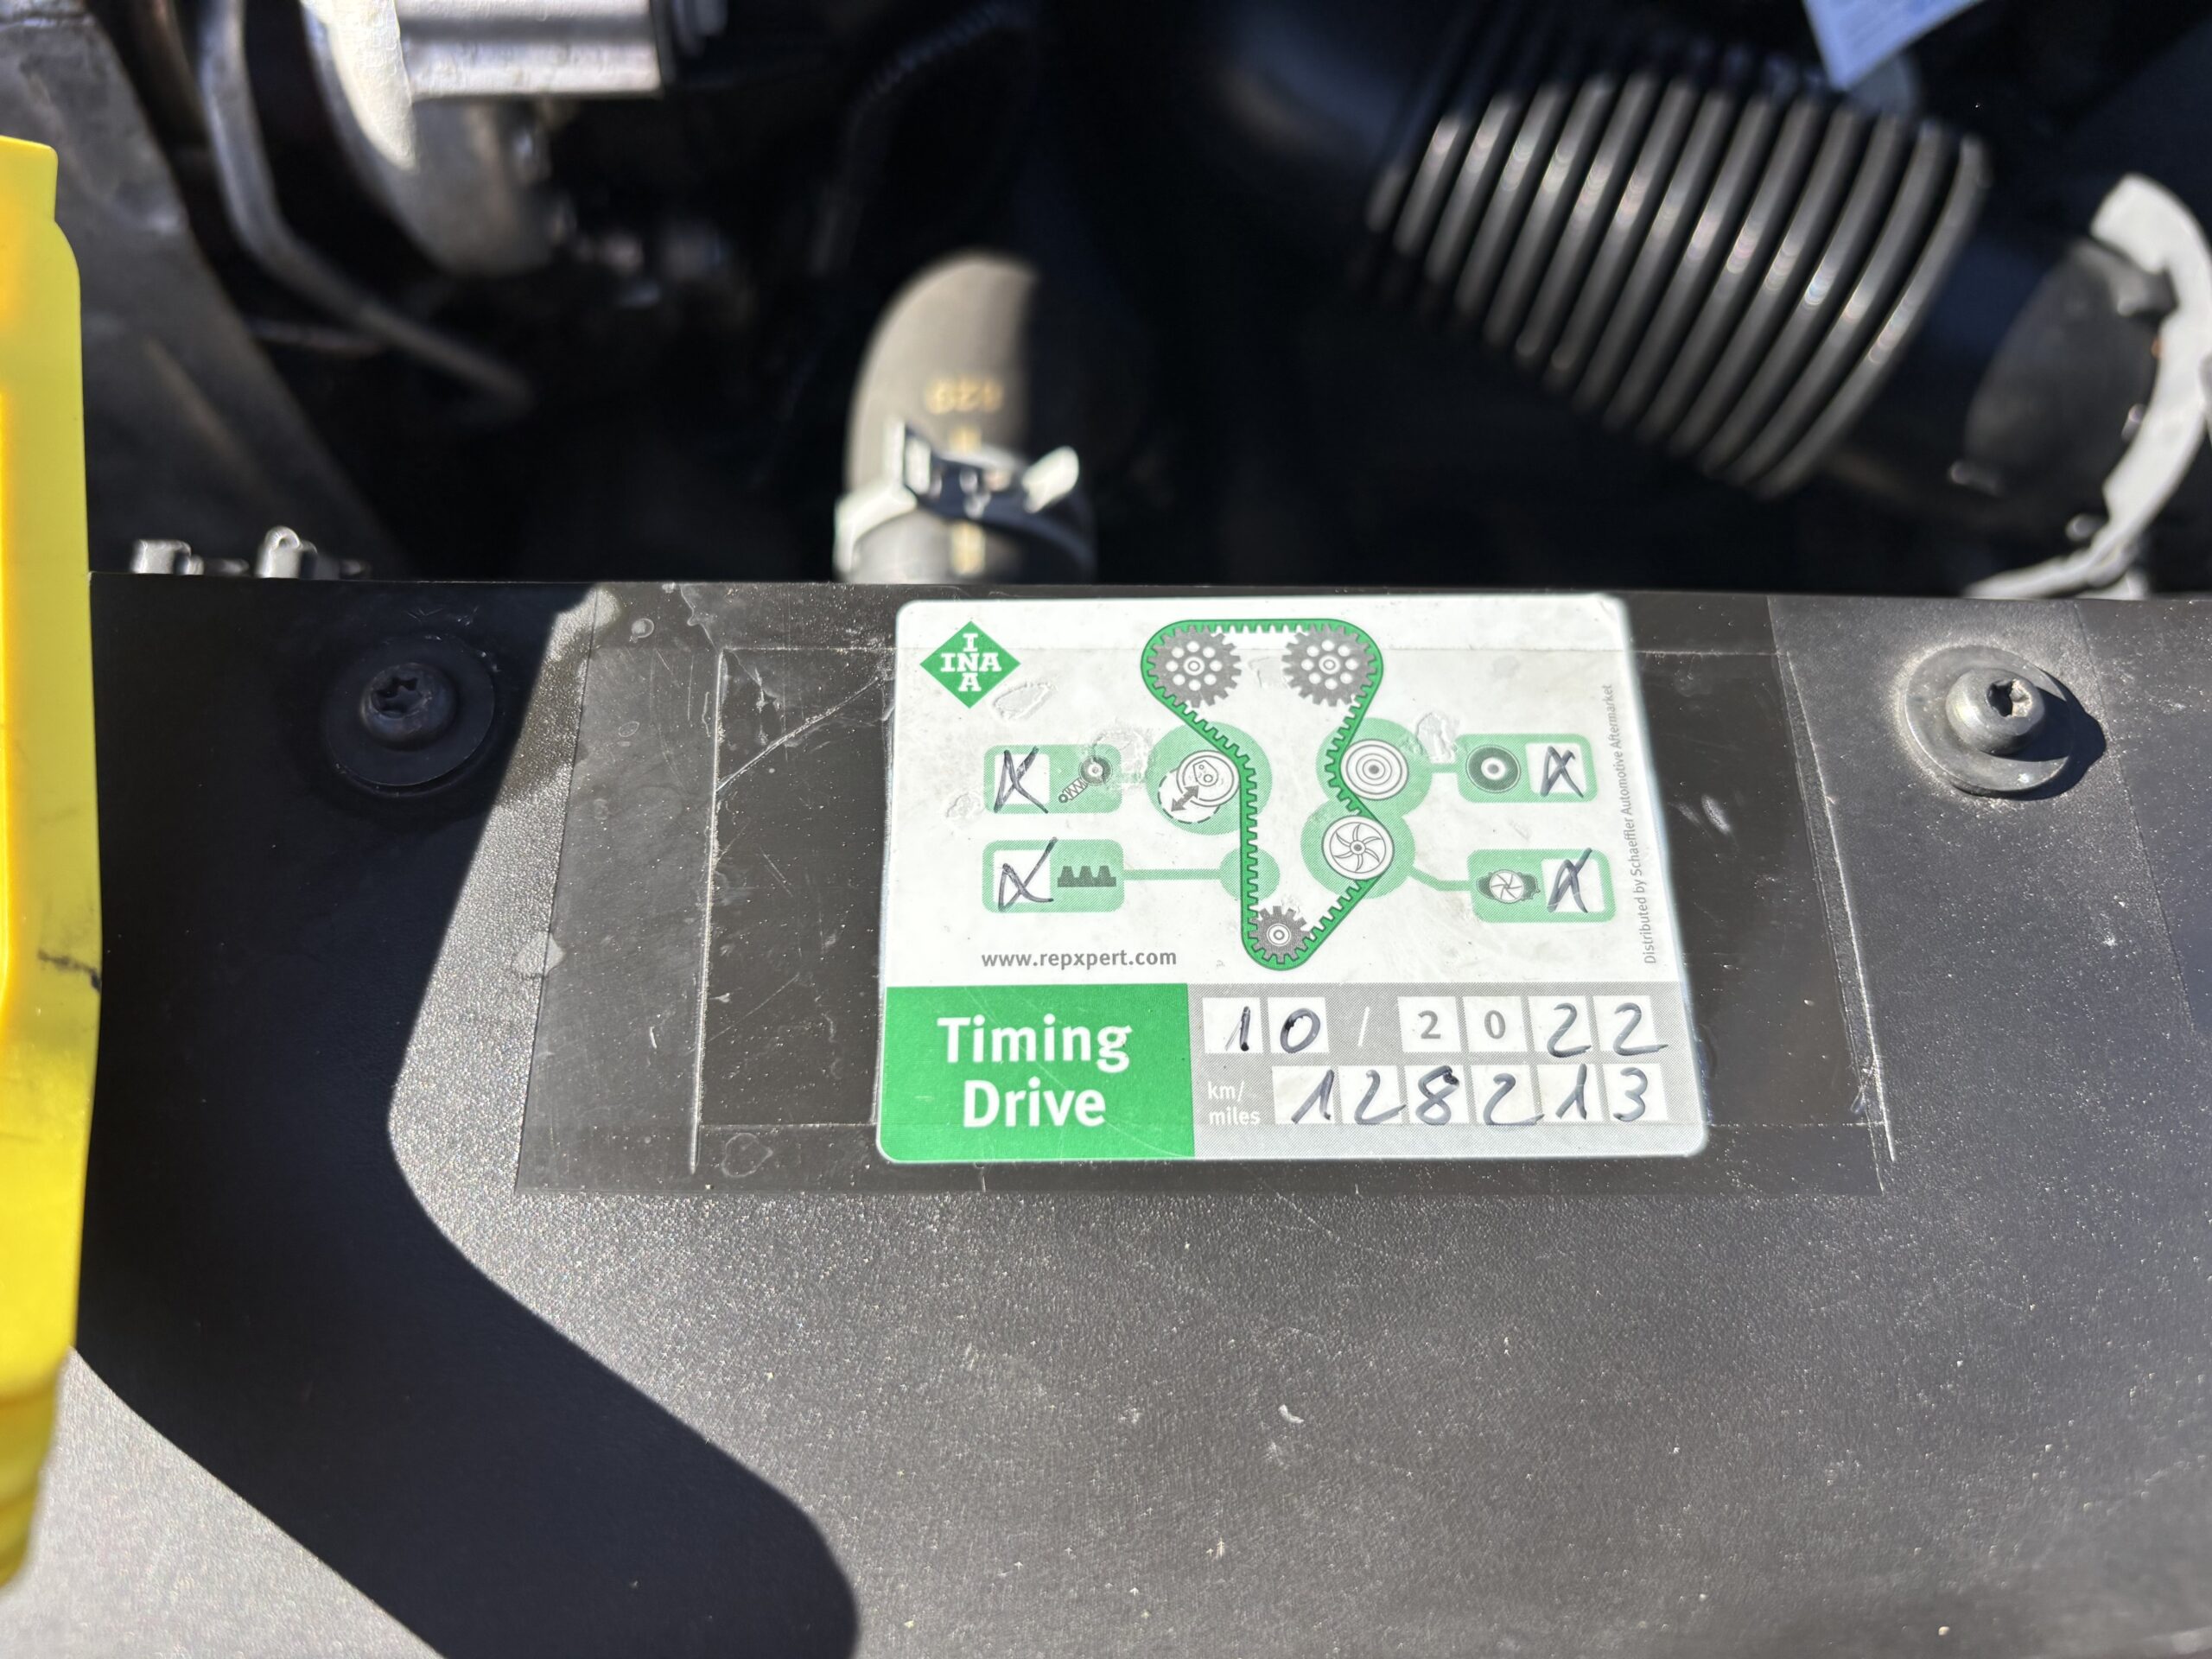 I
INA
A
www.repxpert.com
Distributed by Schaeffler Automotive Aftermarket
Timing
Drive
10 / 2022
km/
miles
128213